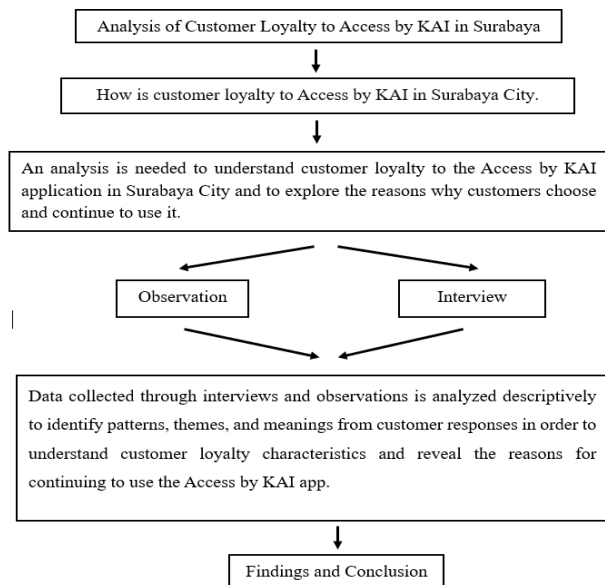 Analysis of Customer Loyalty to Access by KAI in Surabaya
How is customer loyalty to Access by KAI in Surabaya City.
An analysis is needed to understand customer loyalty to the Access by KAI
application in Surabaya City and to explore the reasons why customers choose
and continue to use it.
Observation
Interview
Data collected through interviews and observations is analyzed descriptively
to identify patterns, themes, and meanings from customer responses in order to
understand customer loyalty characteristics and reveal the reasons for
continuing to use the Access by KAI app.
Findings and Conclusion